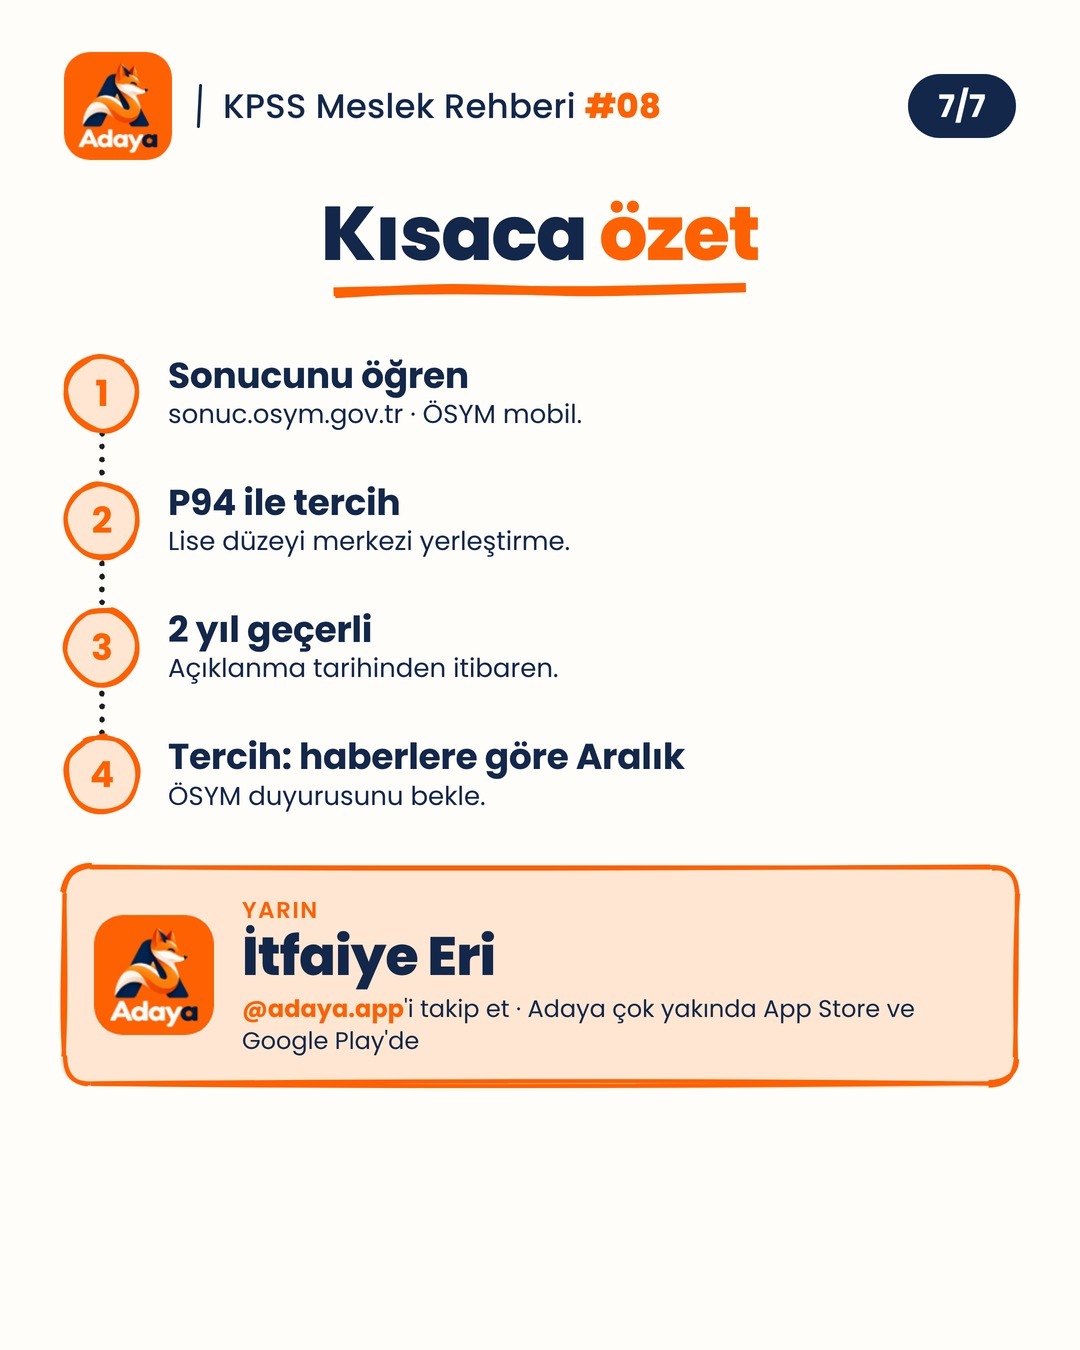 Adaya
KPSS Meslek Rehberi #08
7/7
Kısaca özet
1
Sonucunu öğren
sonuc.osym.gov.tr · ÖSYM mobil.
2
P94 ile tercih
Lise düzeyi merkezi yerleştirme.
3
2 yıl geçerli
Açıklanma tarihinden itibaren.
4
Tercih: haberlere göre Aralık
ÖSYM duyurusunu bekle.
Adaya
YARIN
İtfaiye Eri
@adaya.app'i takip et · Adaya çok yakında App Store ve
Google Play'de